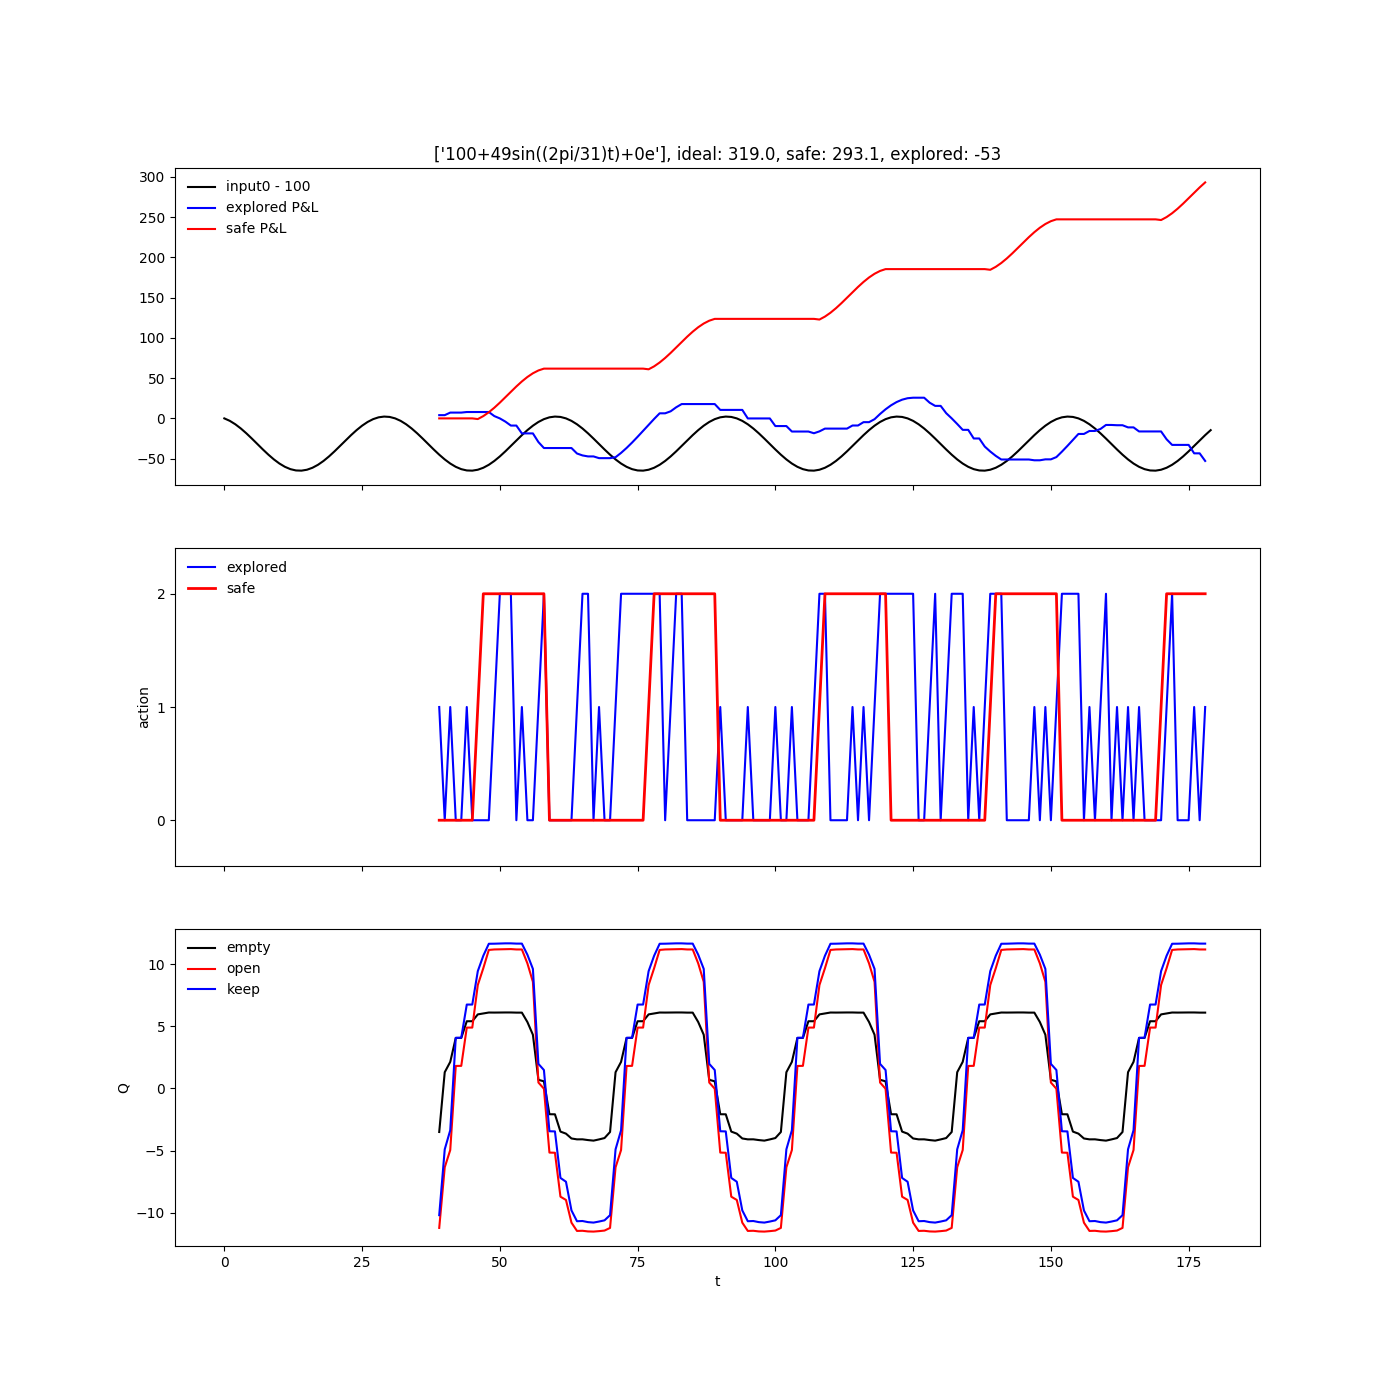 ['100+49sin((2pi/31)t)+0e'], ideal: 319.0, safe: 293.1, explored: -53
300
250
200
150
100
50
0
−50
input0 - 100
explored P&L
safe P&L
action
2
1
0
explored
safe
Q
10
5
0
−5
−10
empty
open
keep
0 25 50 75 100 125 150 175
t